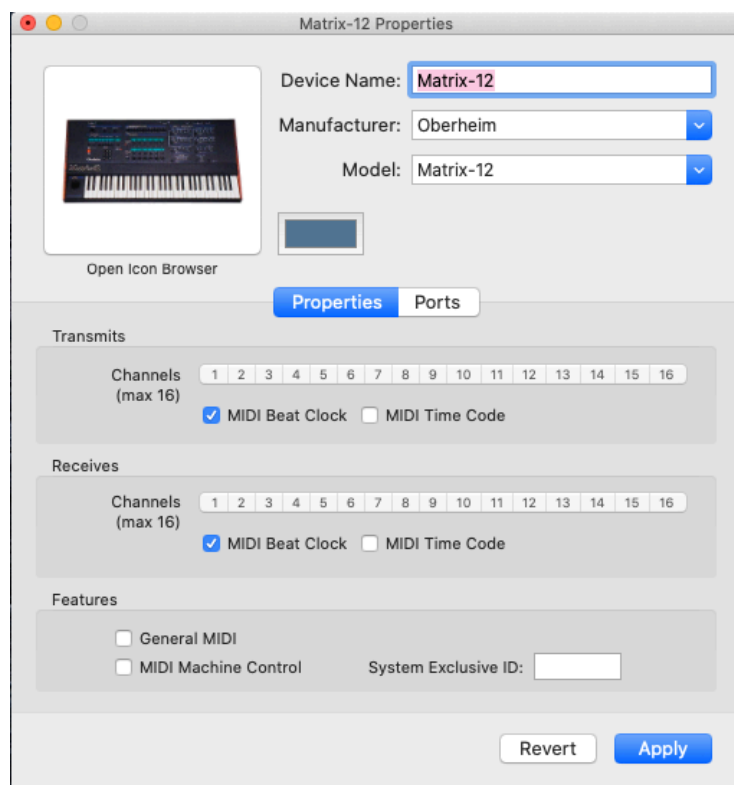 Matrix-12 Properties
Device Name: Matrix-12
Manufacturer: Oberheim
Model: Matrix-12
Open Icon Browser
Properties Ports
Transmits
Channels 1 2 3 4 5 6 7 8 9 10 11 12 13 14 15 16
(max 16)
MIDI Beat Clock MIDI Time Code
Receives
Channels 1 2 3 4 5 6 7 8 9 10 11 12 13 14 15 16
(max 16)
MIDI Beat Clock MIDI Time Code
Features
General MIDI
MIDI Machine Control System Exclusive ID:
Revert Apply